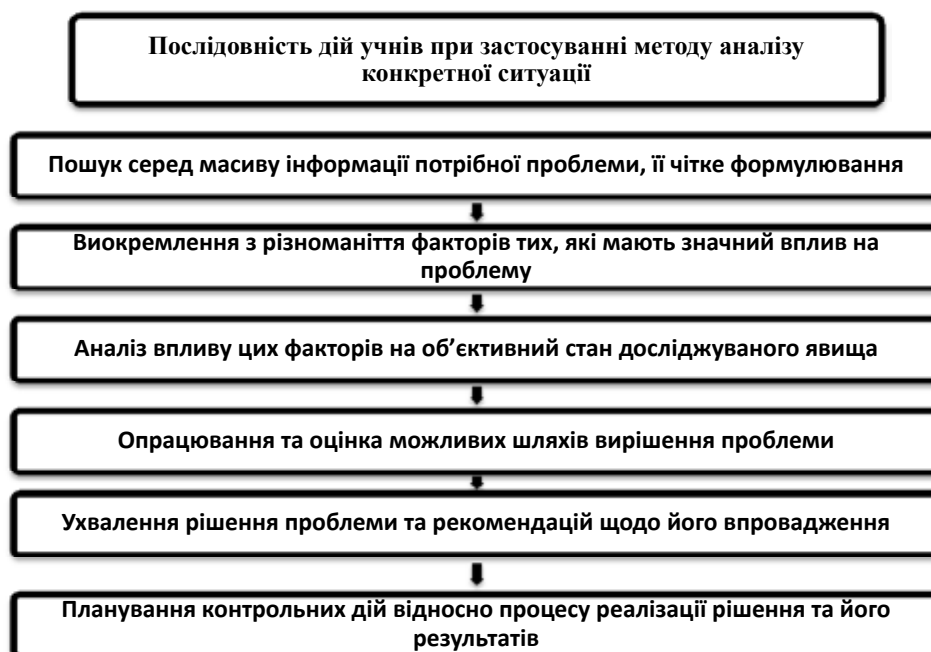 Послідовність дій учнів при застосуванні методу аналізу
конкретної ситуації
Пошук серед масиву інформації потрібної проблеми, її чітке формулювання
Виокремлення з різноманіття факторів тих, які мають значний вплив на
проблему
Аналіз впливу цих факторів на об’єктивний стан досліджуваного явища
Опрацювання та оцінка можливих шляхів вирішення проблеми
Ухвалення рішення проблеми та рекомендацій щодо його впровадження
Планування контрольних дій відносно процесу реалізації рішення та його
результатів